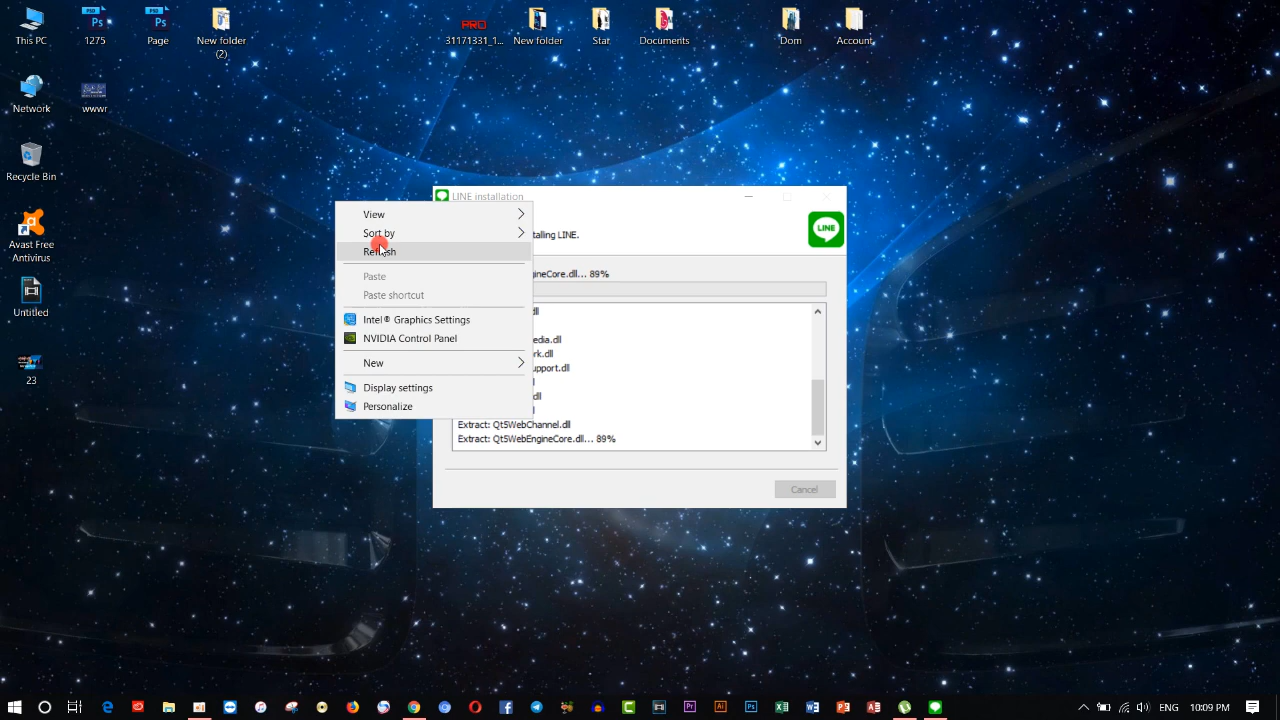 This PC
1275
Page
New folder
(2)
PRO
31171331_1...
New folder
Star
Documents
Dom
Account
Network
wwwr
Recycle Bin
Avast Free
Antivirus
Untitled
23
LINE installation
talling LINE.
LINE
ineCore.dll... 89%
dll
edia.dll
rk.dll
upport.dll
dll
Extract: Qt5WebChannel.dll
Extract: Qt5WebEngineCore.dll... 89%
Cancel
View
Sort by
Refresh
Paste
Paste shortcut
Intel® Graphics Settings
NVIDIA Control Panel
New
Display settings
Personalize
ENG
10:09 PM